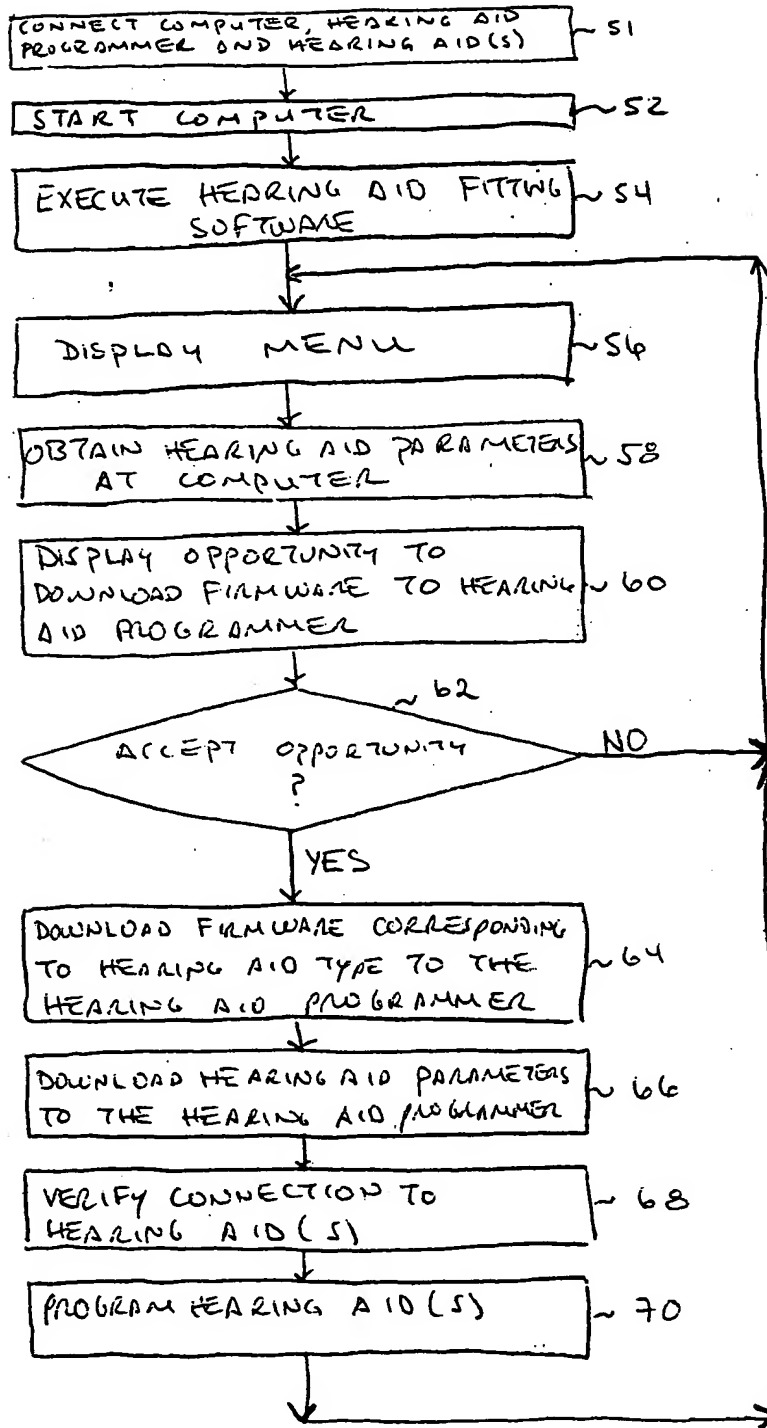 CONNECT COMPUTER, HEARING AID
PROGRAMMER AND HEARING AID(S)
~ 51
START COMPUTER
~ 52
EXECUTE HEARING AID FITTING
SOFTWARE
~ 54
DISPLAY MENU
~ 56
OBTAIN HEARING AID PARAMETERS
AT COMPUTER
~ 58
DISPLAY OPPORTUNITY TO
DOWNLOAD FIRMWARE TO HEARING
AID PROGRAMMER
~ 60
~ 62
ACCEPT OPPORTUNITY
?
NO
YES
DOWNLOAD FIRMWARE CORRESPONDING
TO HEARING AID TYPE TO THE
HEARING AID PROGRAMMER
~ 64
DOWNLOAD HEARING AID PARAMETERS
TO THE HEARING AID PROGRAMMER
~ 66
VERIFY CONNECTION TO
HEARING AID(S)
~ 68
PROGRAM HEARING AID(S)
~ 70